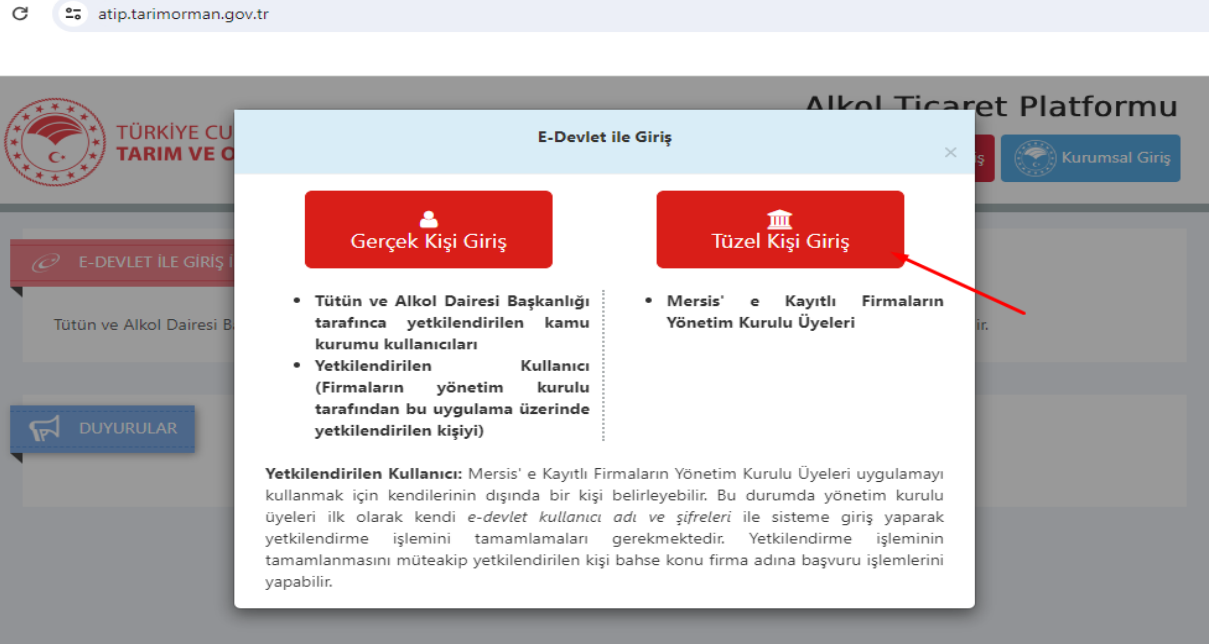 atip.tarimorman.gov.tr
Alkol Ticaret Platformu
TÜRKİYE CU
TARIM VE O
E-Devlet ile Giriş
×
iş
Kurumsal Giriş
Gerçek Kişi Giriş
Tüzel Kişi Giriş
E-DEVLET İLE GİRİŞ İ
• Tütün ve Alkol Dairesi Başkanlığı
tarafınca yetkilendirilen kamu
kurumu kullanıcıları
• Yetkilendirilen Kullanıcı
(Firmaların yönetim kurulu
tarafından bu uygulama üzerinde
yetkilendirilen kişiyi)
• Mersis' e Kayıtlı Firmaların
Yönetim Kurulu Üyeleri
Tütün ve Alkol Dairesi B
ir.
DUYURULAR
Yetkilendirilen Kullanıcı: Mersis' e Kayıtlı Firmaların Yönetim Kurulu Üyeleri uygulamayı
kullanmak için kendilerinin dışında bir kişi belirleyebilir. Bu durumda yönetim kurulu
üyeleri ilk olarak kendi e-devlet kullanıcı adı ve şifreleri ile sisteme giriş yaparak
yetkilendirme işlemini tamamlamaları gerekmektedir. Yetkilendirme işleminin
tamamlanmasını müteakip yetkilendirilen kişi bahse konu firma adına başvuru işlemlerini
yapabilir.